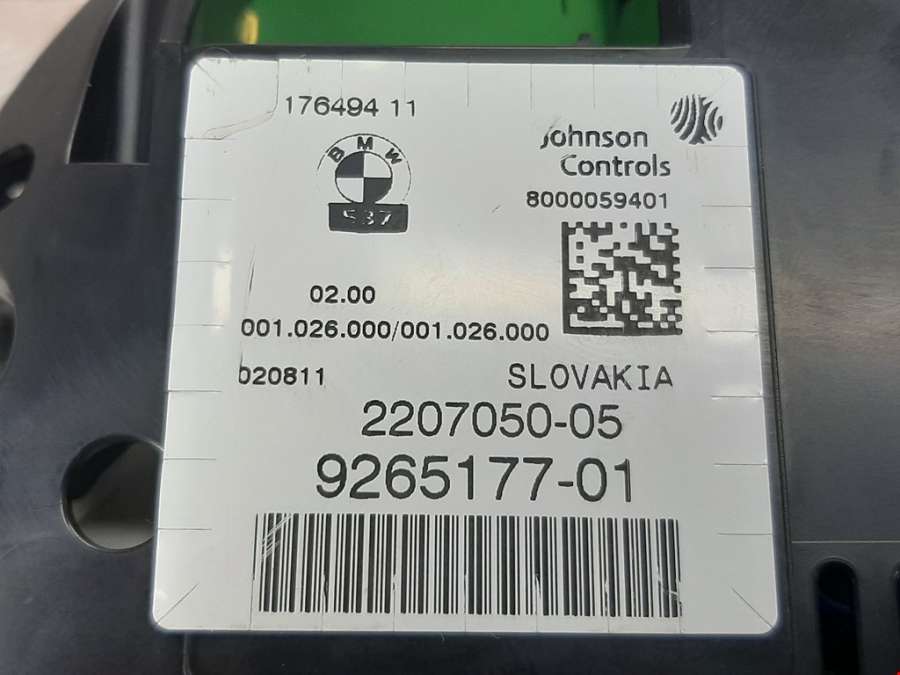 176494 11
BMW
537
Johnson
Controls
8000059401
02.00
001.026.000/001.026.000
020811
SLOVAKIA
2207050-05
9265177-01